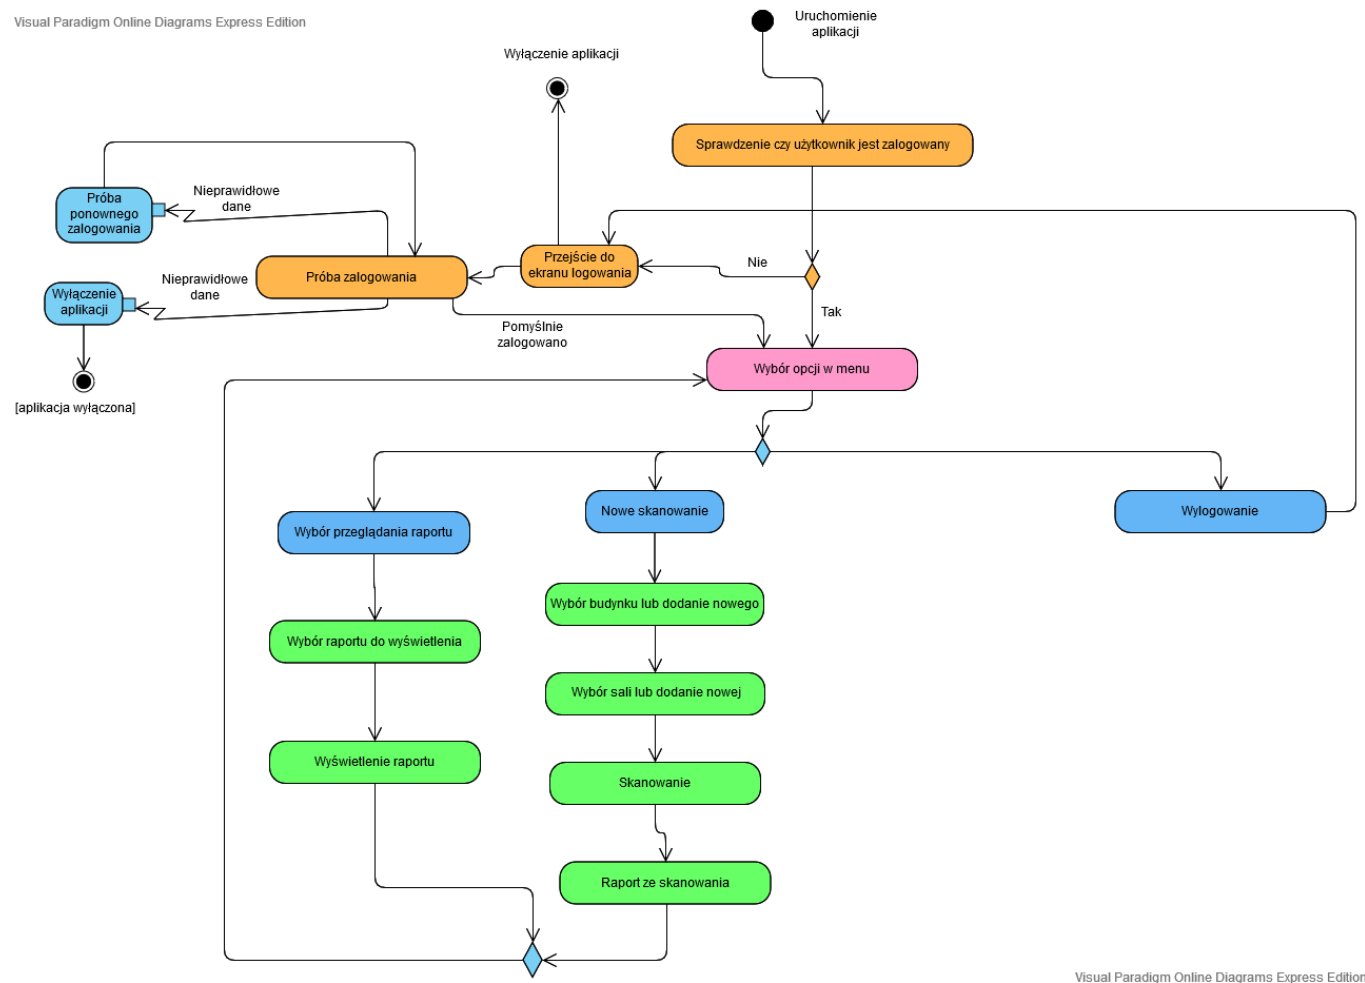 Visual Paradigm Online Diagrams Express Edition
Uruchomienie
aplikacji
Wyłączenie aplikacji
Sprawdzenie czy użytkownik jest zalogowany
Próba
ponownego
zalogowania
Nieprawidłowe
dane
Przejście do
ekranu logowania
Nie
Próba zalogowania
Nieprawidłowe
dane
Wyłączenie
aplikacji
Tak
Pomyślnie
zalogowano
Wybór opcji w menu
[aplikacja wyłączona]
Wybór przeglądania raportu
Nowe skanowanie
Wylogowanie
Wybór budynku lub dodanie nowego
Wybór raportu do wyświetlenia
Wybór sali lub dodanie nowej
Wyświetlenie raportu
Skanowanie
Raport ze skanowania
Visual Paradigm Online Diagrams Express Edition